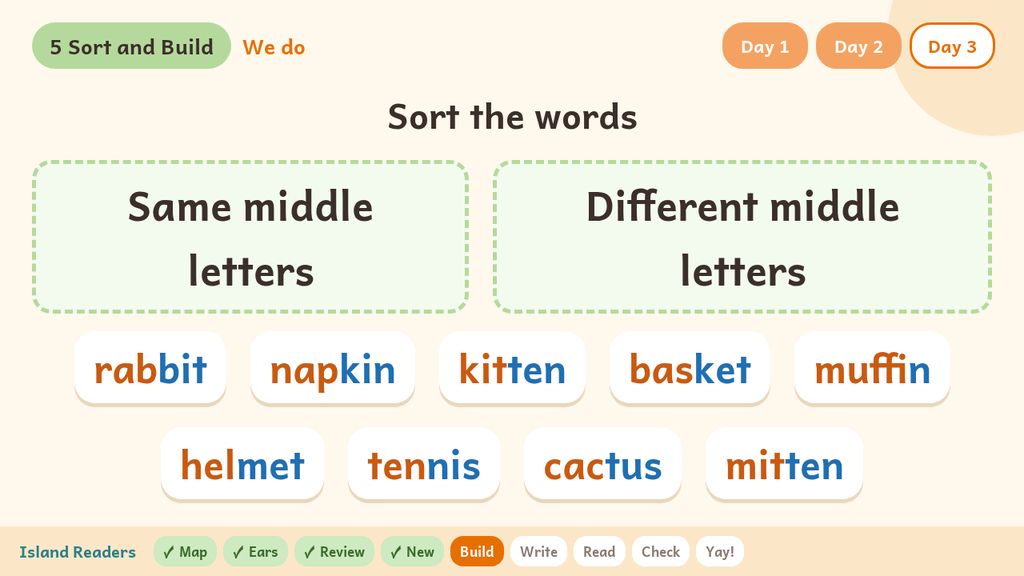 5 Sort and Build We do Day 1 Day 2 Day 3
Sort the words
Same middle
letters
Different middle
letters
rabbit napkin kitten basket muffin
helmet tennis cactus mitten
Island Readers ✓ Map ✓ Ears ✓ Review ✓ New Build Write Read Check Yay!